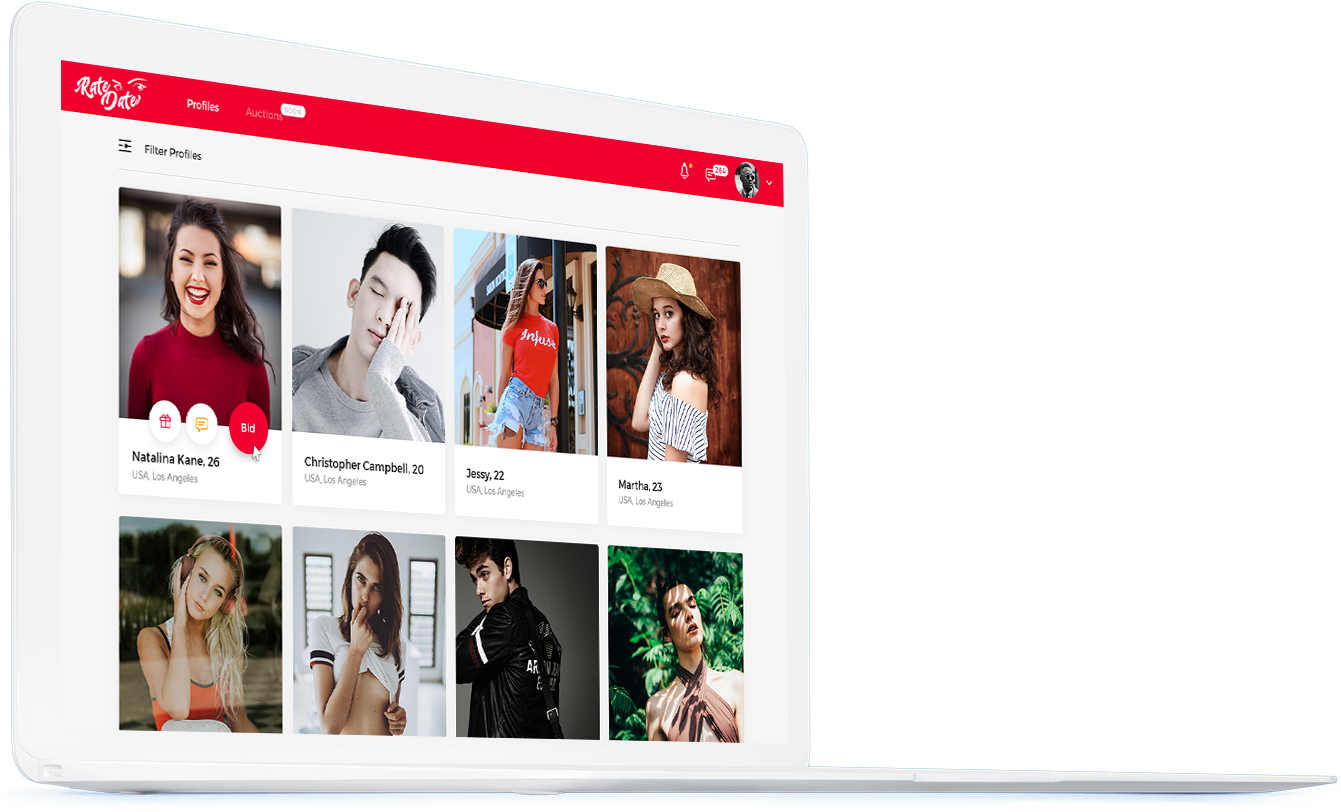 Rate
Date
Profiles
Auctions
SOON
264
Filter Profiles
Infuse
Bid
Natalina Kane, 26
USA, Los Angeles
Christopher Campbell, 20
USA, Los Angeles
Jessy, 22
USA, Los Angeles
Martha, 23
USA, Los Angeles